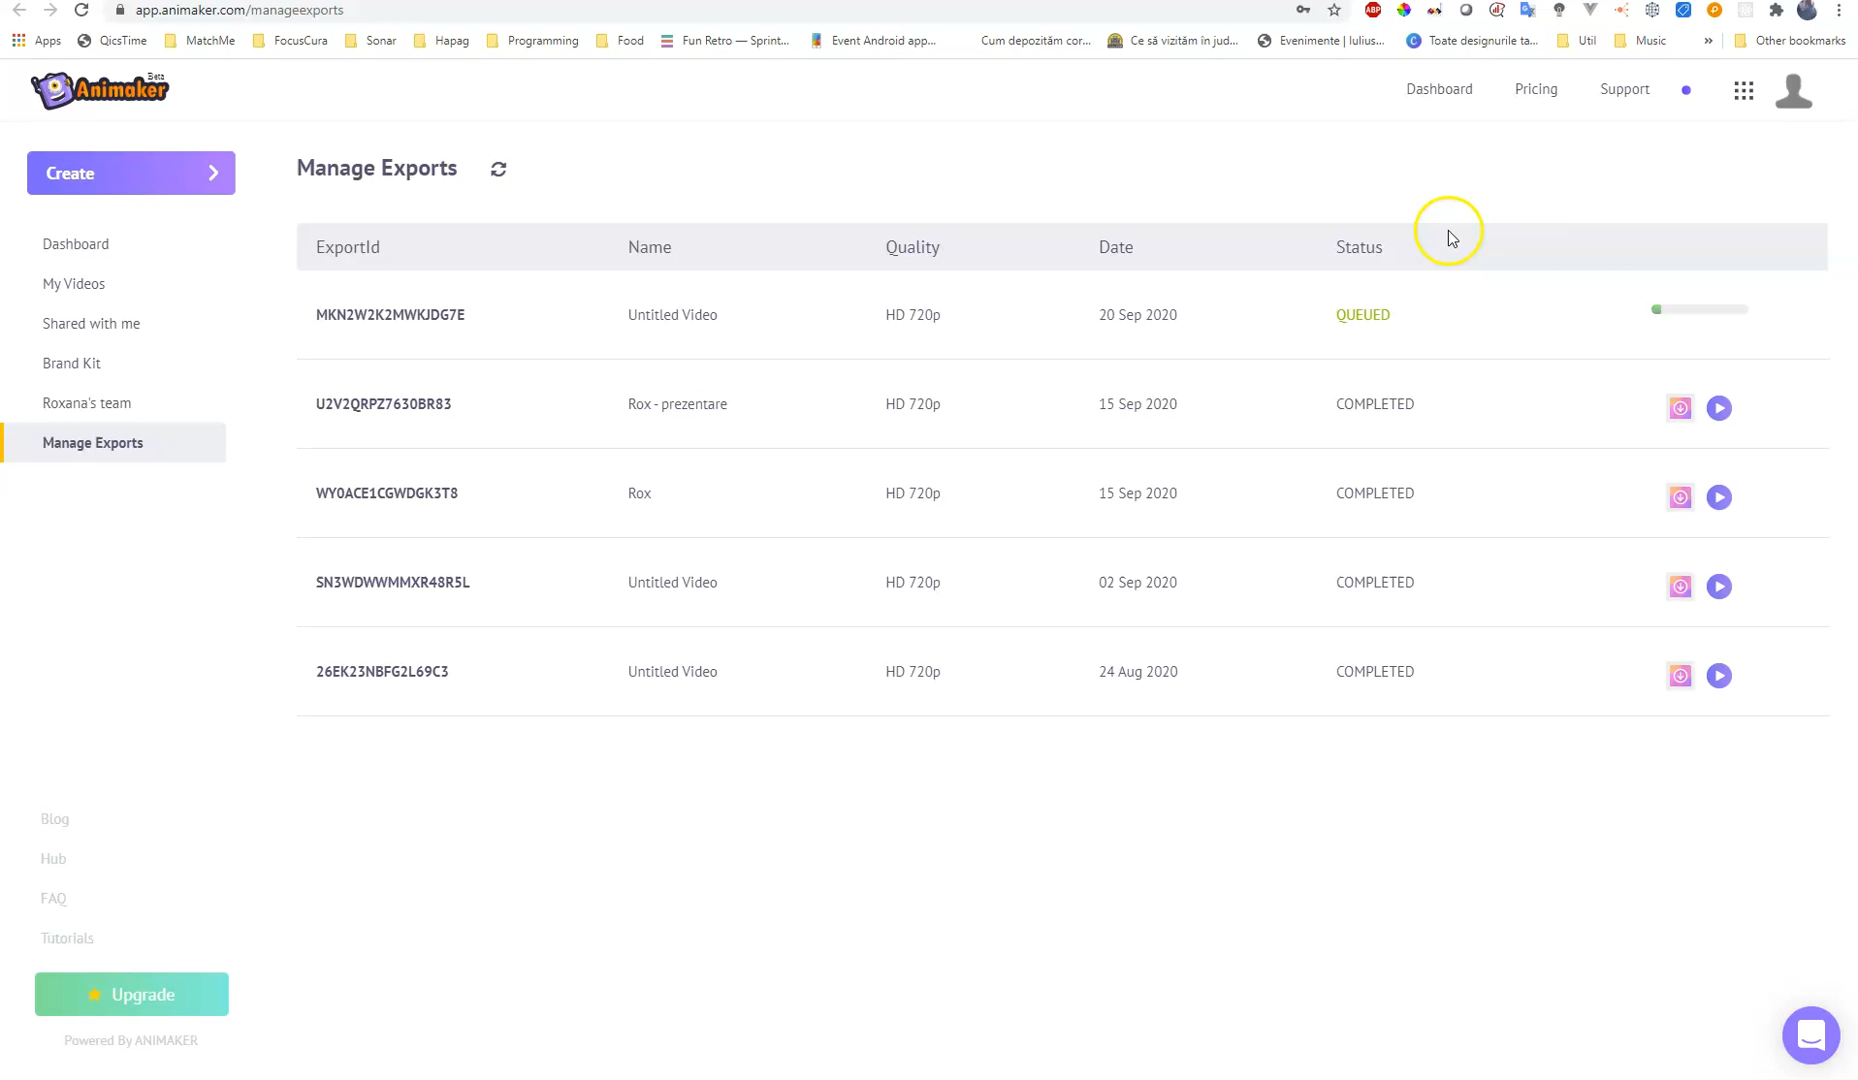 app.animaker.com/manageexports
ABP
Apps
QicsTime
MatchMe
FocusCura
Sonar
Hapag
Programming
Food
Fun Retro — Sprint...
Event Android app...
Cum depozităm cor...
Ce să vizităm în jud...
Evenimente | Iulius...
Toate designurile ta...
Util
Music
»
Other bookmarks
Animaker
Beta
Dashboard
Pricing
Support
Create
Dashboard
My Videos
Shared with me
Brand Kit
Roxana's team
Manage Exports
Manage Exports
ExportId Name Quality Date Status
MKN2W2K2MWKJDG7E Untitled Video HD 720p 20 Sep 2020 QUEUED
U2V2QRPZ7630BR83 Rox - prezentare HD 720p 15 Sep 2020 COMPLETED
WY0ACE1CGWDGK3T8 Rox HD 720p 15 Sep 2020 COMPLETED
SN3WDWWMMXR48R5L Untitled Video HD 720p 02 Sep 2020 COMPLETED
26EK23NBFG2L69C3 Untitled Video HD 720p 24 Aug 2020 COMPLETED
Blog
Hub
FAQ
Tutorials
Upgrade
Powered By ANIMAKER